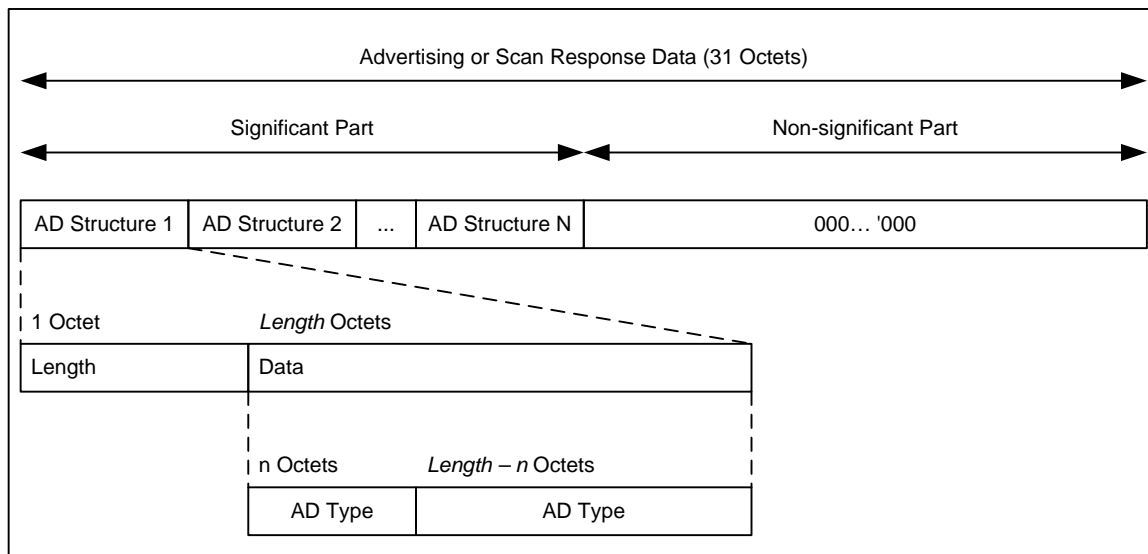 Advertising or Scan Response Data (31 Octets)
Significant Part Non-significant Part
AD Structure 1 AD Structure 2 ... AD Structure N 000… '000
1 Octet Length Octets
Length Data
n Octets Length – n Octets
AD Type AD Type